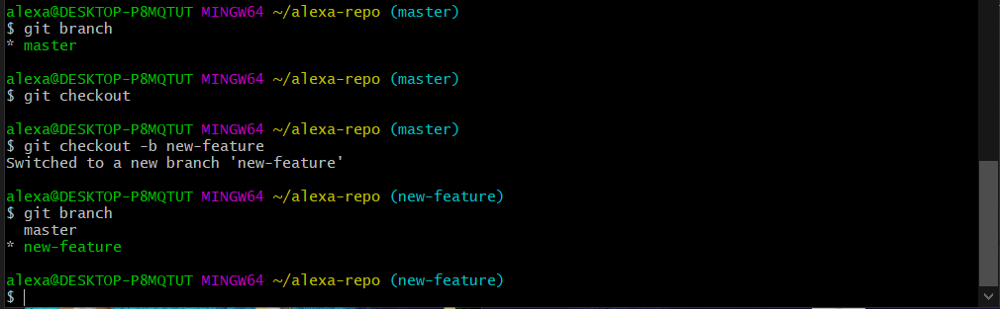 alexa@DESKTOP-P8MQTUT MINGW64 ~/alexa-repo (master)
$ git branch
* master
alexa@DESKTOP-P8MQTUT MINGW64 ~/alexa-repo (master)
$ git checkout
alexa@DESKTOP-P8MQTUT MINGW64 ~/alexa-repo (master)
$ git checkout -b new-feature
Switched to a new branch 'new-feature'
alexa@DESKTOP-P8MQTUT MINGW64 ~/alexa-repo (new-feature)
$ git branch
master
* new-feature
alexa@DESKTOP-P8MQTUT MINGW64 ~/alexa-repo (new-feature)
$